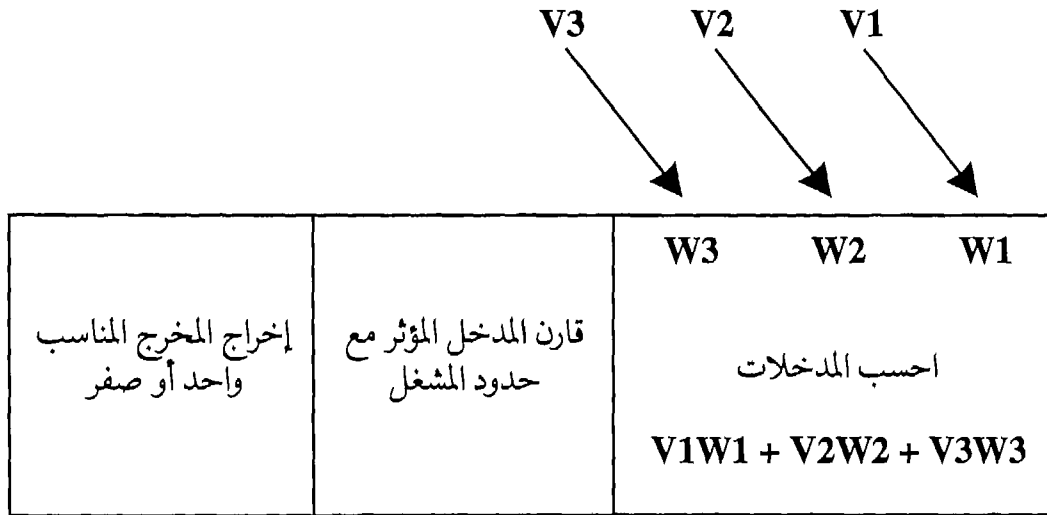 V3 V2 V1
W3 W2 W1
احسب المدخلات
V1W1 + V2W2 + V3W3
قارن المدخل المؤثر مع
حدود المشغل
إخراج المخرج المناسب
واحد أو صفر